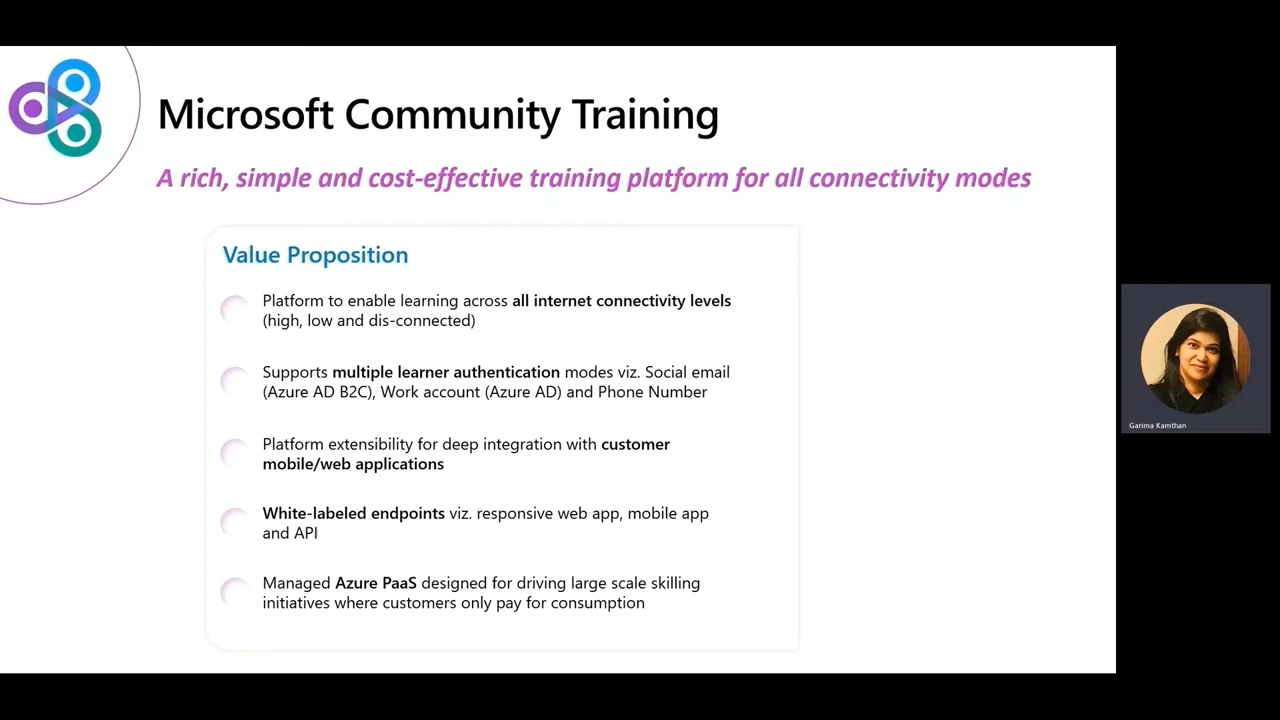 Microsoft Community Training
A rich, simple and cost-effective training platform for all connectivity modes
Value Proposition
Platform to enable learning across all internet connectivity levels
(high, low and dis-connected)
Supports multiple learner authentication modes viz. Social email
(Azure AD B2C), Work account (Azure AD) and Phone Number
Platform extensibility for deep integration with customer
mobile/web applications
White-labeled endpoints viz. responsive web app, mobile app
and API
Managed Azure PaaS designed for driving large scale skilling
initiatives where customers only pay for consumption
Garima Kamthan